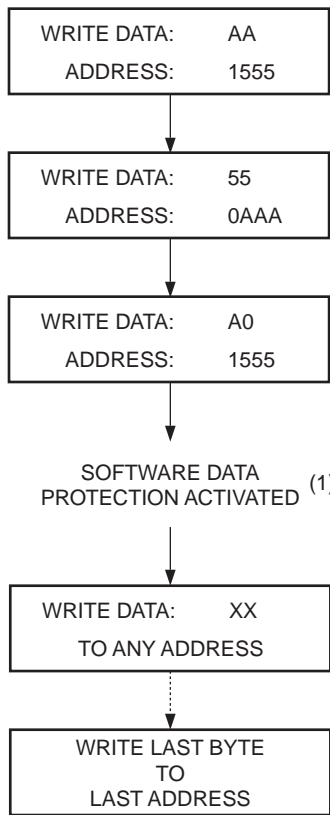 WRITE DATA: AA
ADDRESS: 1555
WRITE DATA: 55
ADDRESS: 0AAA
WRITE DATA: A0
ADDRESS: 1555
SOFTWARE DATA
PROTECTION ACTIVATED (1)
WRITE DATA: XX
TO ANY ADDRESS
WRITE LAST BYTE
TO
LAST ADDRESS